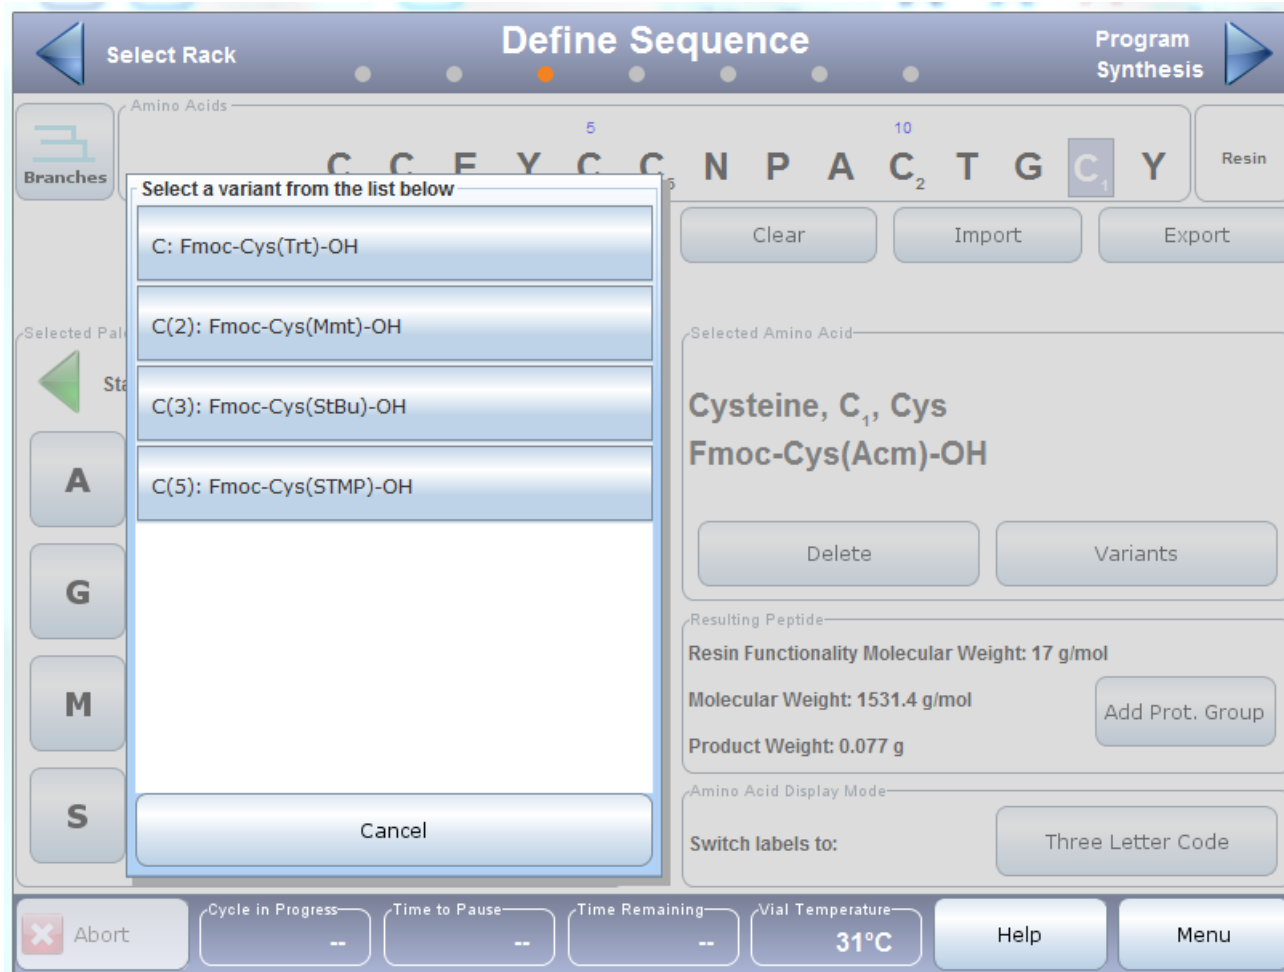 Select Rack
Define Sequence
Program
Synthesis
Branches
Amino Acids
5
10
C C Y C C5 N P A C2 T G C1 Y
Resin
Clear
Import
Export
Select a variant from the list below
C: Fmoc-Cys(Trt)-OH
C(2): Fmoc-Cys(Mmt)-OH
C(3): Fmoc-Cys(StBu)-OH
C(5): Fmoc-Cys(STMP)-OH
Cancel
Selected
A
G
M
S
Selected Amino Acid
Cysteine, C1, Cys
Fmoc-Cys(Acm)-OH
Delete
Variants
Resulting Peptide
Resin Functionality Molecular Weight: 17 g/mol
Molecular Weight: 1531.4 g/mol
Product Weight: 0.077 g
Add Prot. Group
Amino Acid Display Mode
Switch labels to:
Three Letter Code
Abort
Cycle in Progress
--
Time to Pause
--
Time Remaining
--
Vial Temperature
31°C
Help
Menu